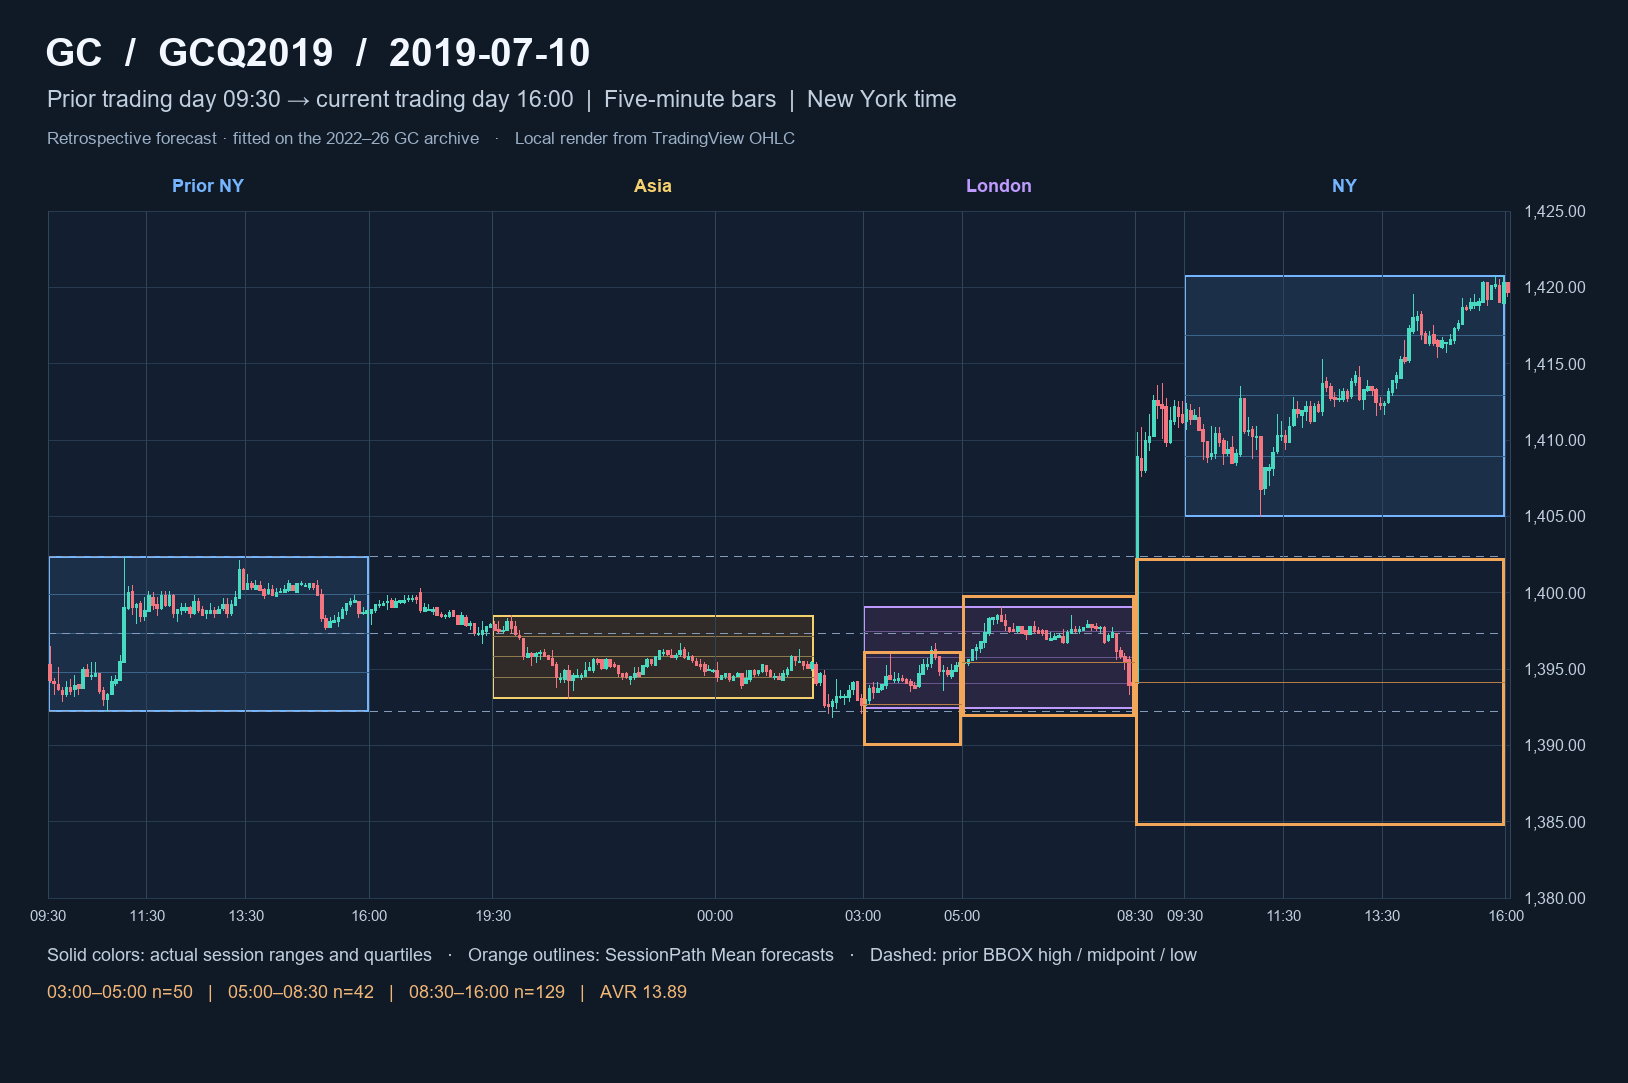 GC / GCQ2019 / 2019-07-10
Prior trading day 09:30 → current trading day 16:00 | Five-minute bars | New York time
Retrospective forecast · fitted on the 2022–26 GC archive · Local render from TradingView OHLC
Prior NY Asia London NY
1,425.00
1,420.00
1,415.00
1,410.00
1,405.00
1,400.00
1,395.00
1,390.00
1,385.00
1,380.00
09:30 11:30 13:30 16:00 19:30 00:00 03:00 05:00 08:30 09:30 11:30 13:30 16:00
Solid colors: actual session ranges and quartiles · Orange outlines: SessionPath Mean forecasts · Dashed: prior BBOX high / midpoint / low
03:00–05:00 n=50 | 05:00–08:30 n=42 | 08:30–16:00 n=129 | AVR 13.89